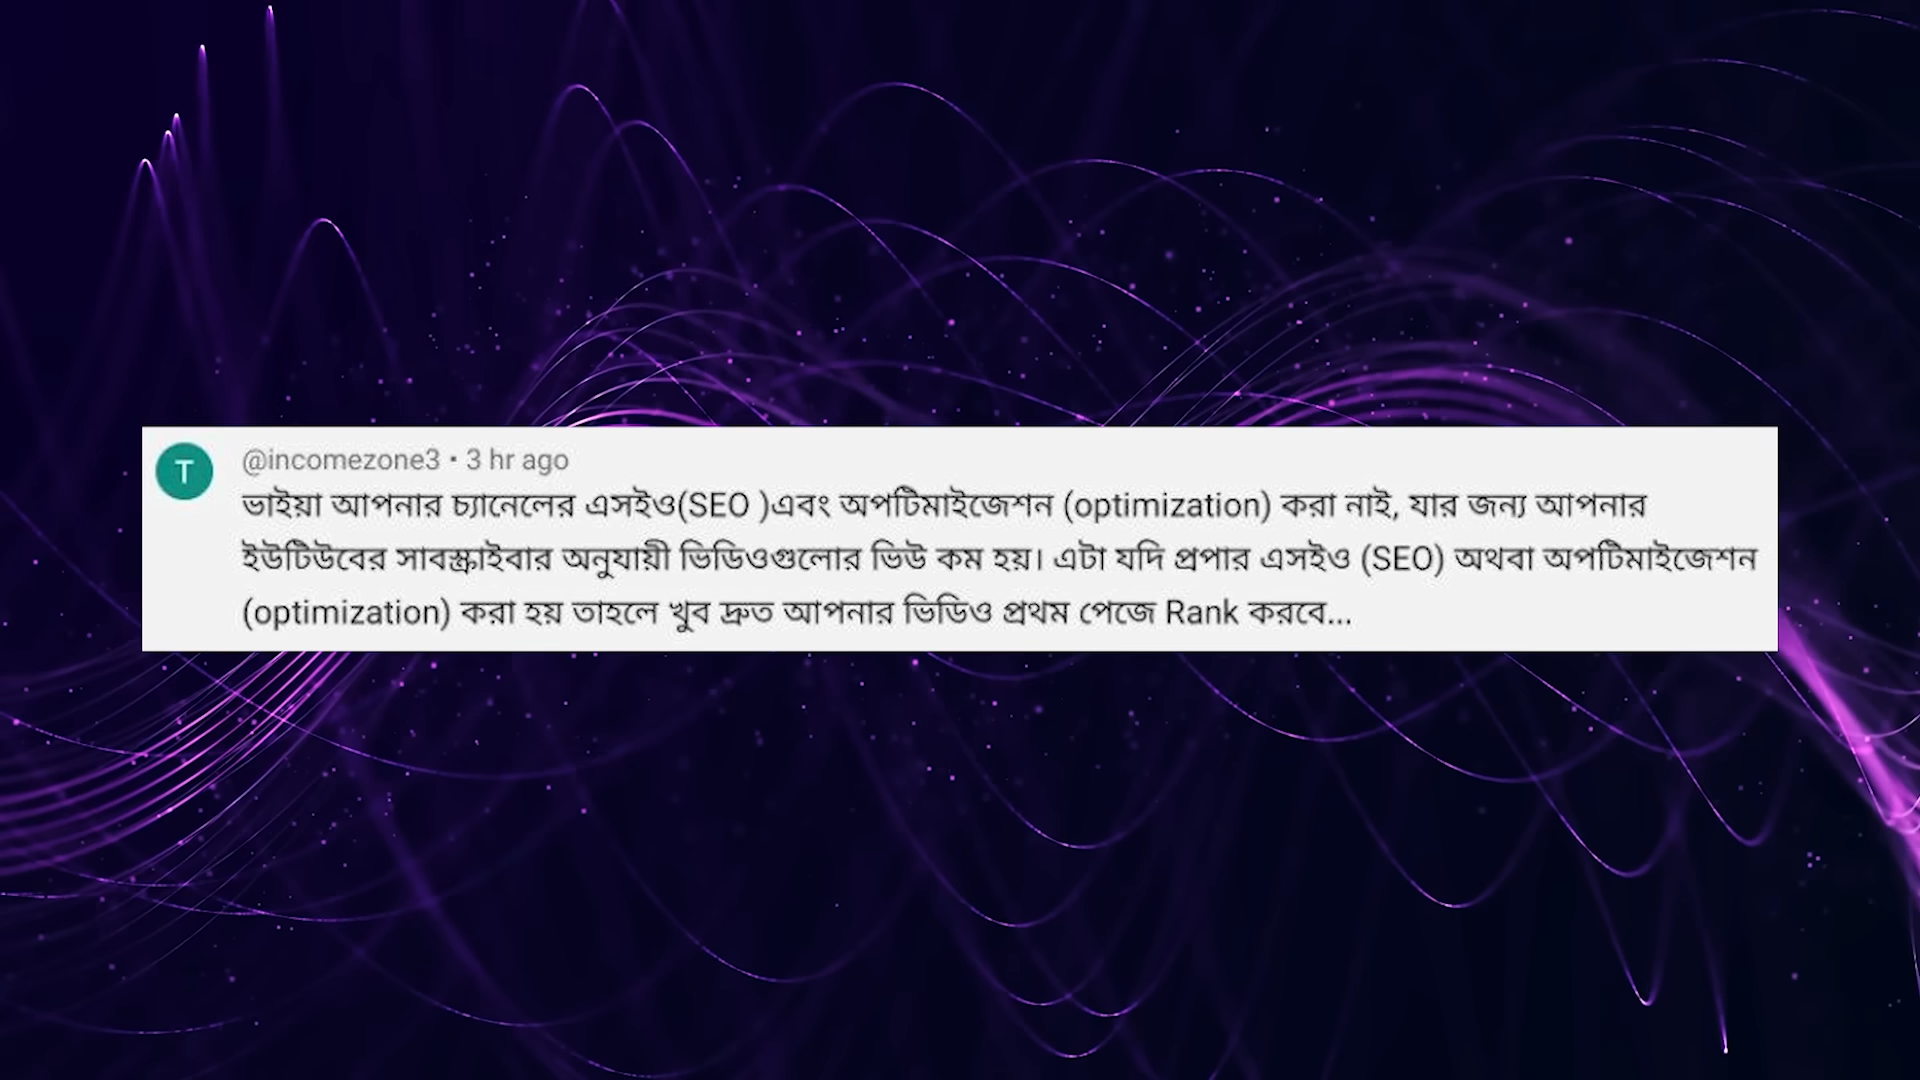 T
@incomezone3 • 3 hr ago
ভাইয়া আপনার চ্যানেলের এসইও(SEO )এবং অপটিমাইজেশন (optimization) করা নাই, যার জন্য আপনার
ইউটিউবের সাবস্ক্রাইবার অনুযায়ী ভিডিওগুলোর ভিউ কম হয়। এটা যদি প্রপার এসইও (SEO) অথবা অপটিমাইজেশন
(optimization) করা হয় তাহলে খুব দ্রুত আপনার ভিডিও প্রথম পেজে Rank করবে...